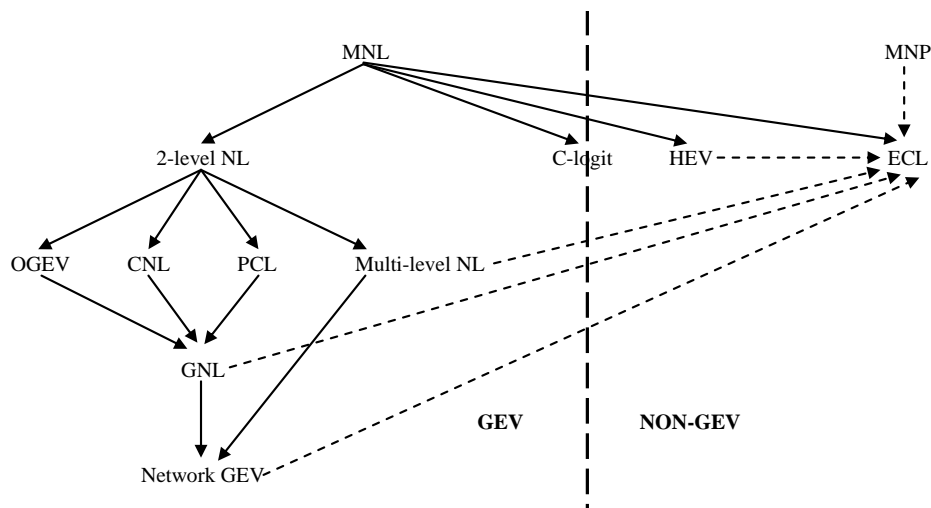 MNL
MNP
2-level NL
C-logit
HEV
ECL
OGEV
CNL
PCL
Multi-level NL
GNL
GEV
NON-GEV
Network GEV